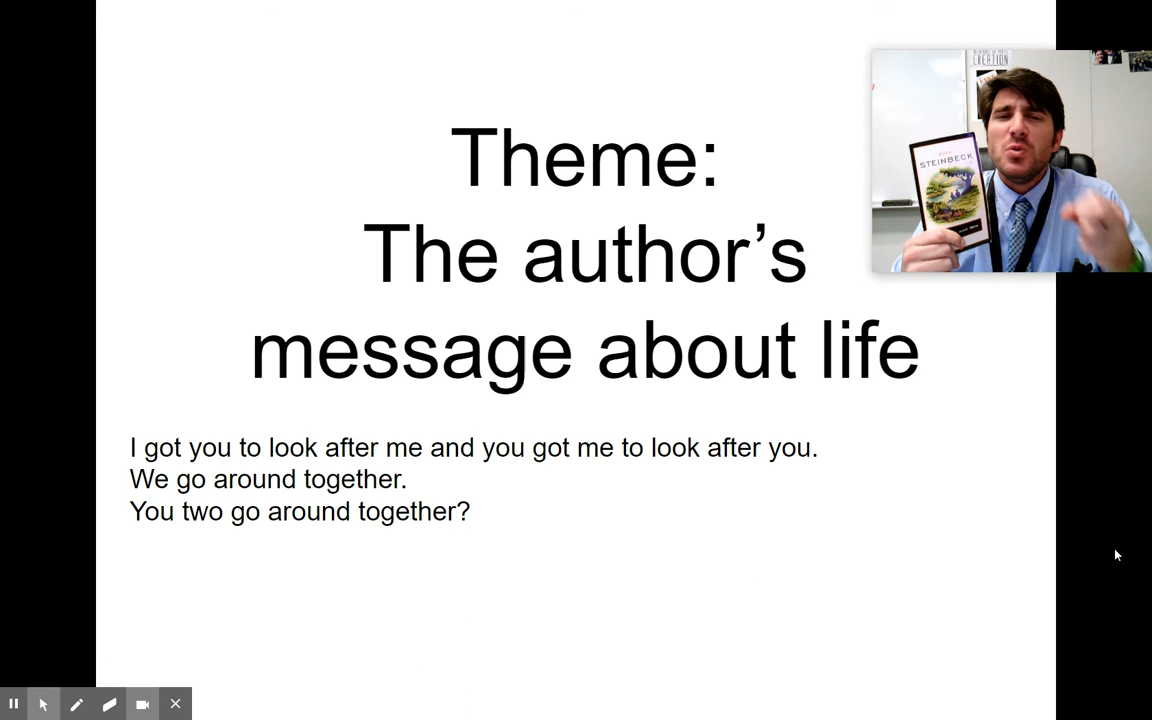 CREATION
STEINBECK
Theme:
The author's
message about life
I got you to look after me and you got me to look after you.
We go around together.
You two go around together?